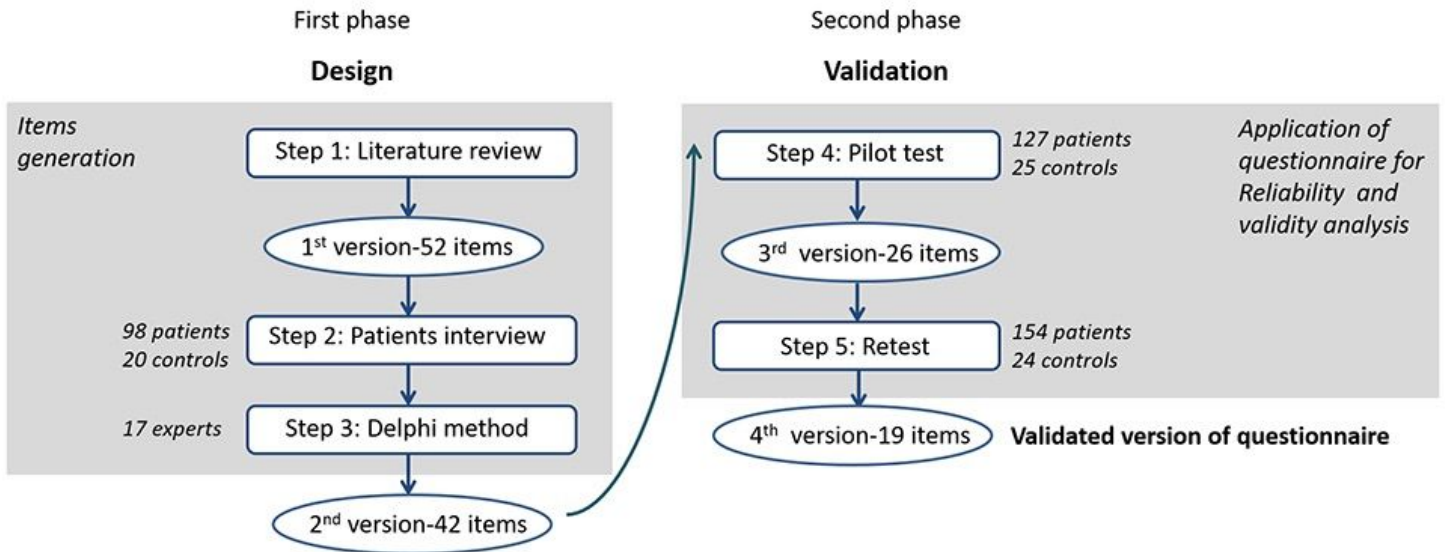 First phase
Design
Items
generation
Step 1: Literature review
1st version-52 items
98 patients
20 controls
Step 2: Patients interview
17 experts
Step 3: Delphi method
2nd version-42 items
Second phase
Validation
Step 4: Pilot test
127 patients
25 controls
Application of
questionnaire for
Reliability and
validity analysis
3rd version-26 items
Step 5: Retest
154 patients
24 controls
4th version-19 items
Validated version of questionnaire